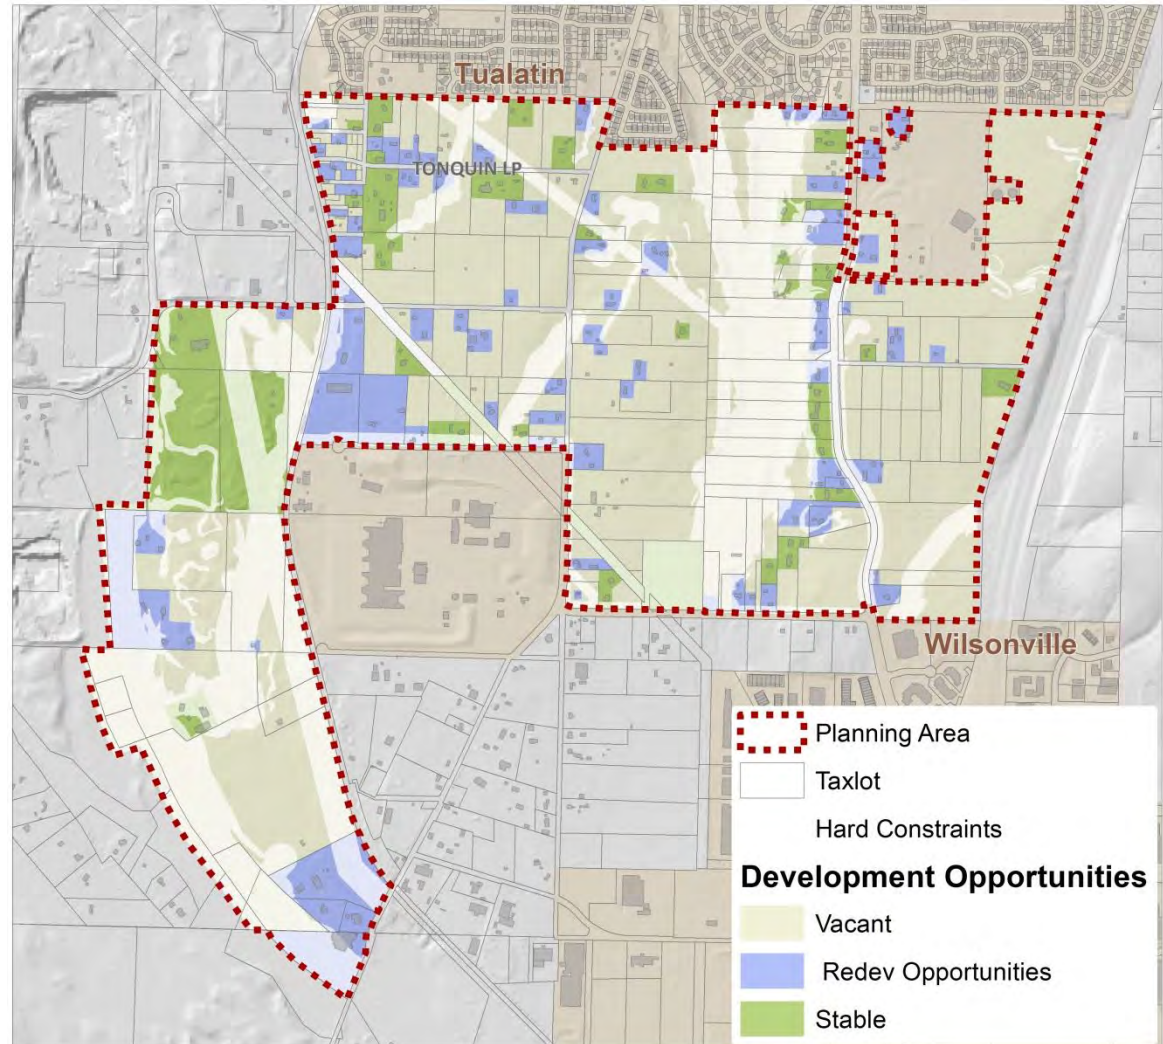 Tualatin
TONQUIN LP
Wilsonville
Planning Area
Taxlot
Hard Constraints
Development Opportunities
Vacant
Redev Opportunities
Stable